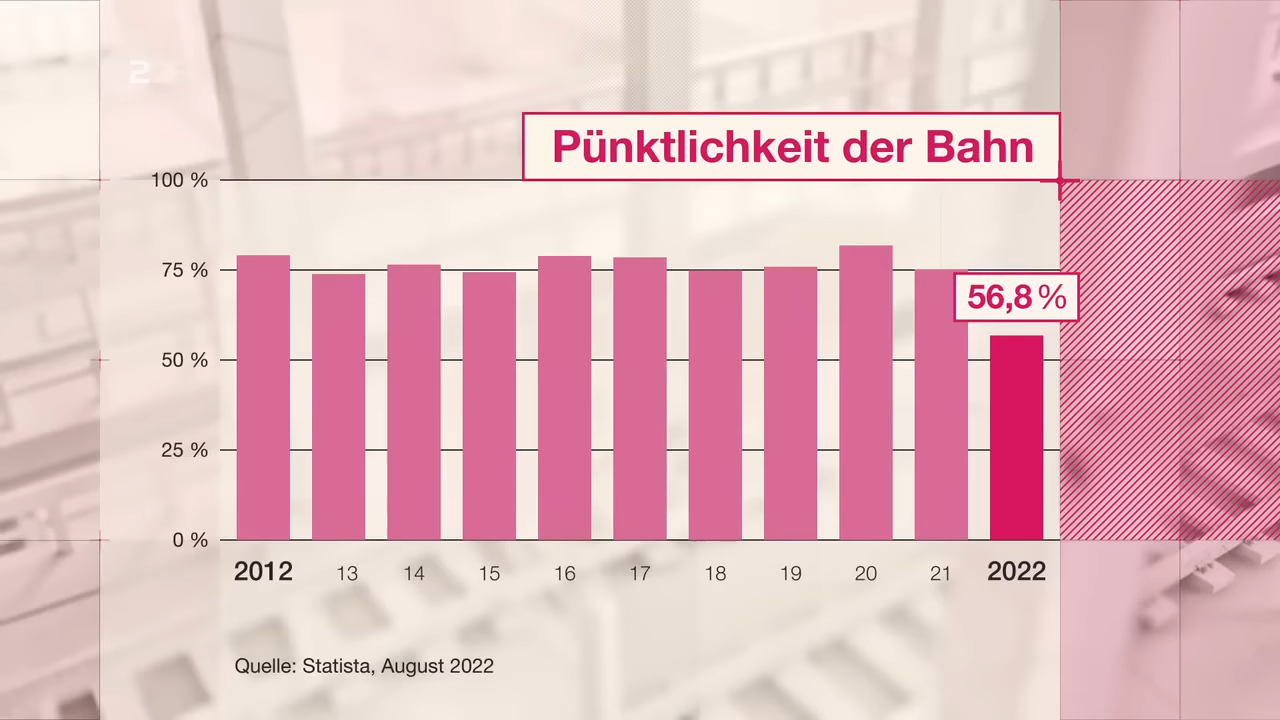 2
Pünktlichkeit der Bahn
100 %
75 %
56,8 %
50 %
25 %
0 %
2012 13 14 15 16 17 18 19 20 21 2022
Quelle: Statista, August 2022